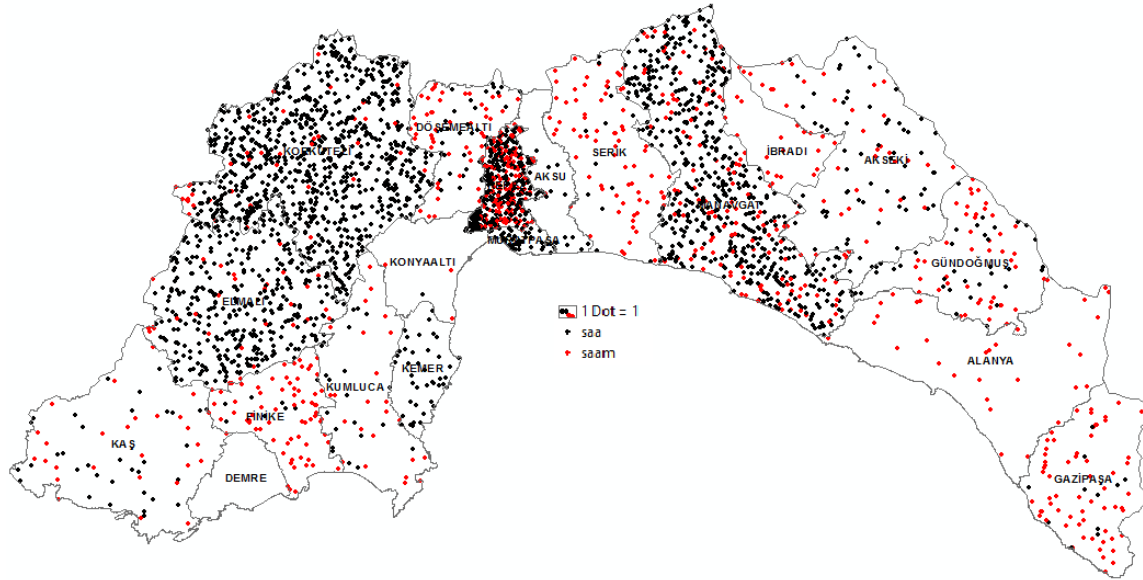 DÖŞEMEALTI
KORKUTELİ
SERİK
İBRADI
AKSU
AKSEKİ
MANAVGAT
MURATPAŞA
KONYAALTI
GÜNDOĞMUŞ
ELMALI
1 Dot = 1
saa
saam
ALANYA
KEMER
KUMLUCA
FİNİKE
KAŞ
DEMRE
GAZİPAŞA